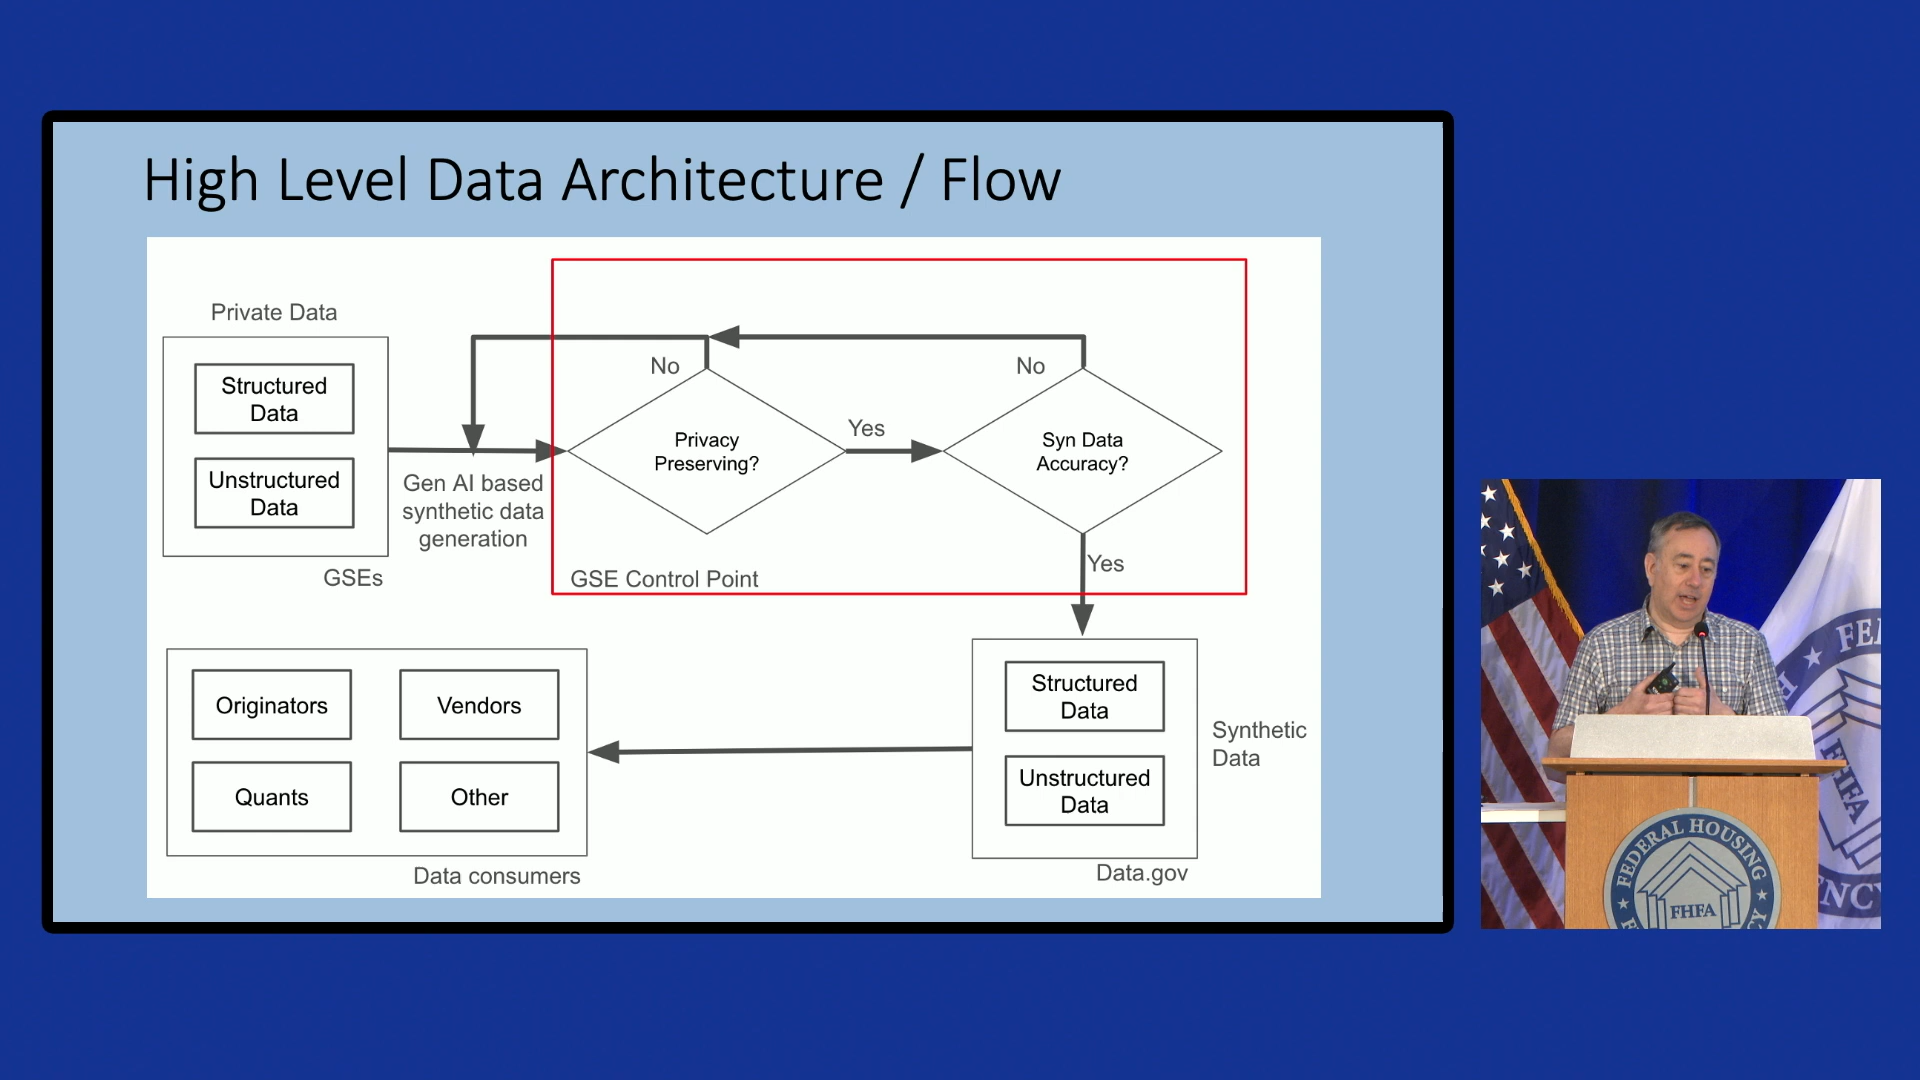 High Level Data Architecture / Flow
Private Data
Structured
Data
Unstructured
Data
GSEs
Gen AI based
synthetic data
generation
No
Privacy
Preserving?
Yes
No
Syn Data
Accuracy?
Yes
GSE Control Point
Structured
Data
Unstructured
Data
Synthetic
Data
Data.gov
Originators
Vendors
Quants
Other
Data consumers
FHFA
FEDERAL HOUSING
FHFA